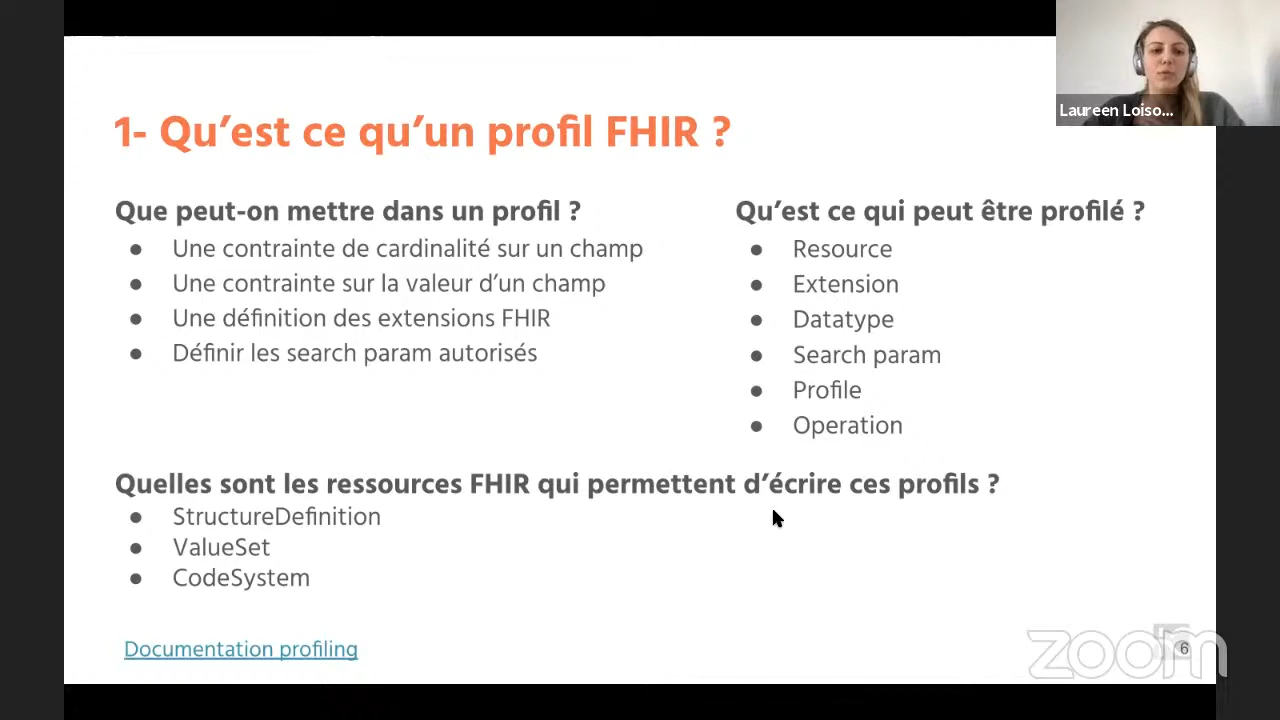 Laureen Loiso...
1- Qu’est ce qu’un profil FHIR ?
Que peut-on mettre dans un profil ?
● Une contrainte de cardinalité sur un champ
● Une contrainte sur la valeur d’un champ
● Une définition des extensions FHIR
● Définir les search param autorisés
Qu’est ce qui peut être profilé ?
● Resource
● Extension
● Datatype
● Search param
● Profile
● Operation
Quelles sont les ressources FHIR qui permettent d’écrire ces profils ?
● StructureDefinition
● ValueSet
● CodeSystem
Documentation profiling
zoom
6